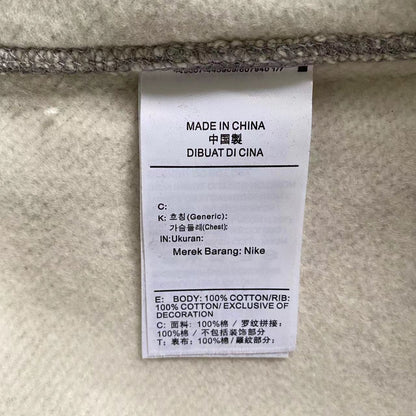 MADE IN CHINA
中国製
DIBUAT DI CINA
C:
K: 흐칭(Generic):
가슴둘레(Chest):
IN:Ukuran:
Merek Barang: Nike
E: BODY: 100% COTTON/RIB:
100% COTTON/ EXCLUSIVE OF
DECORATION
C: 面料: 100%棉 / 罗纹拼接:
100%棉 / 不包括装饰部分;
T: 表布: 100%棉 / 羅紋部分: